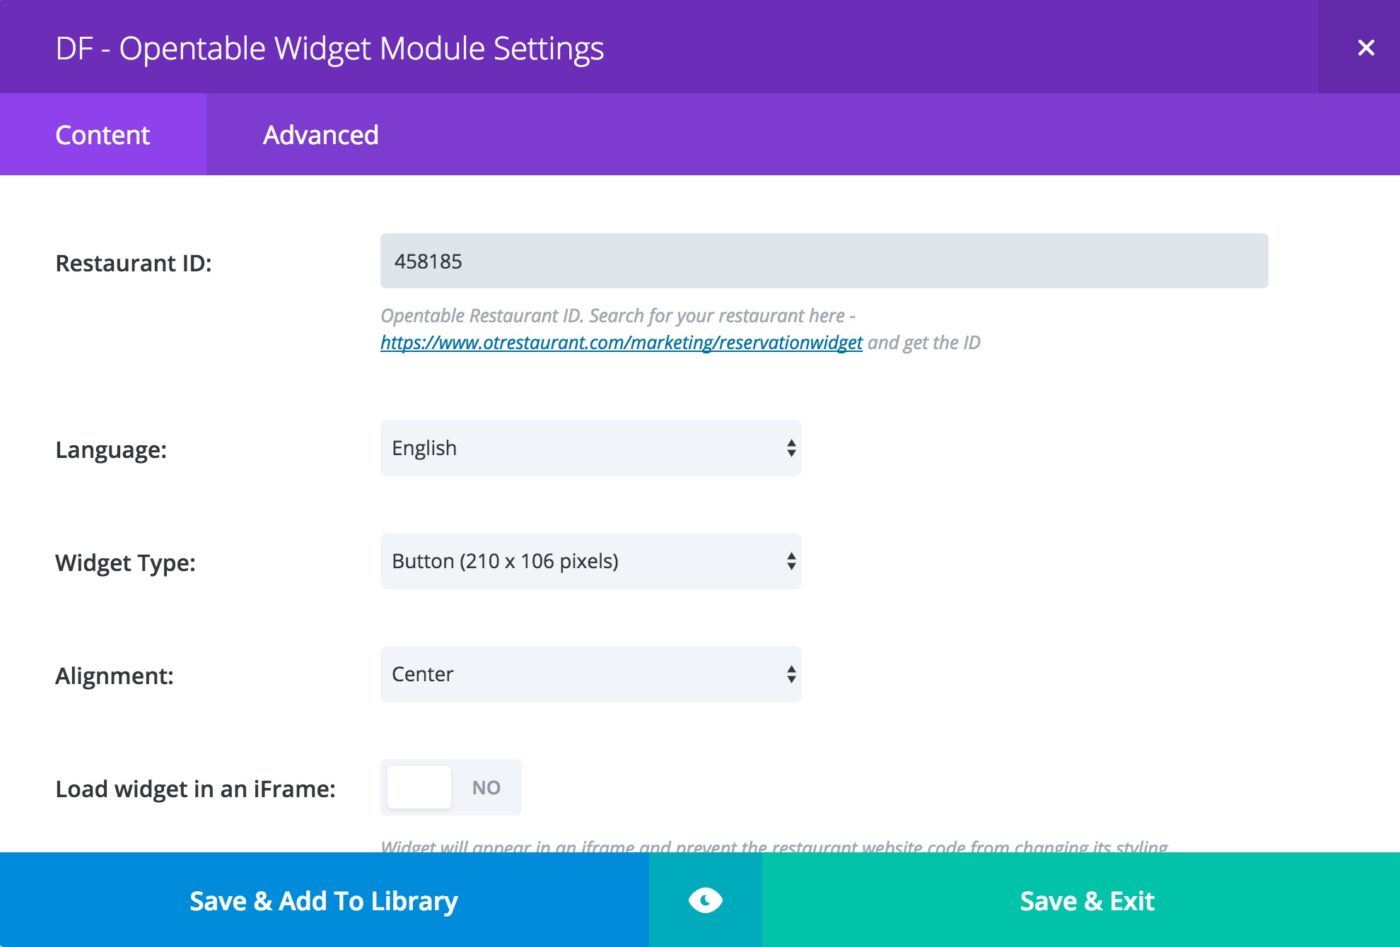 DF - Opentable Widget Module Settings
Content
Advanced
Restaurant ID:
458185
Opentable Restaurant ID. Search for your restaurant here -
https://www.otrestaurant.com/marketing/reservationwidget and get the ID
Language:
English
Widget Type:
Button (210 x 106 pixels)
Alignment:
Center
Load widget in an iFrame:
NO
Widget will appear in an iframe and prevent the restaurant website code from changing its styling
Save & Add To Library
Save & Exit